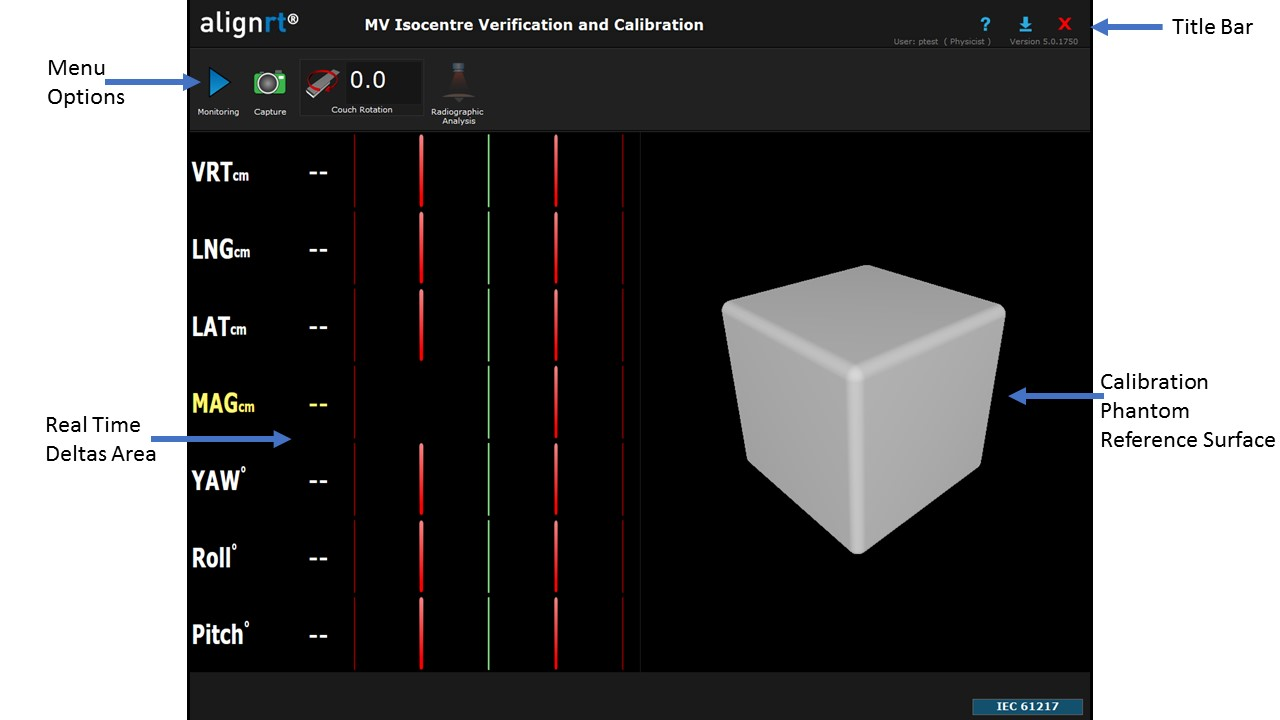 alignrt®
MV Isocentre Verification and Calibration
?
User: ptest ( Physicist )
Version 5.0.1750
Title Bar
Menu
Options
0.0
Monitoring
Capture
Couch Rotation
Radiographic
Analysis
VRTcm --
LNGcm --
LATcm --
MAGcm --
YAW° --
Roll° --
Pitch° --
Real Time
Deltas Area
Calibration
Phantom
Reference Surface
IEC 61217